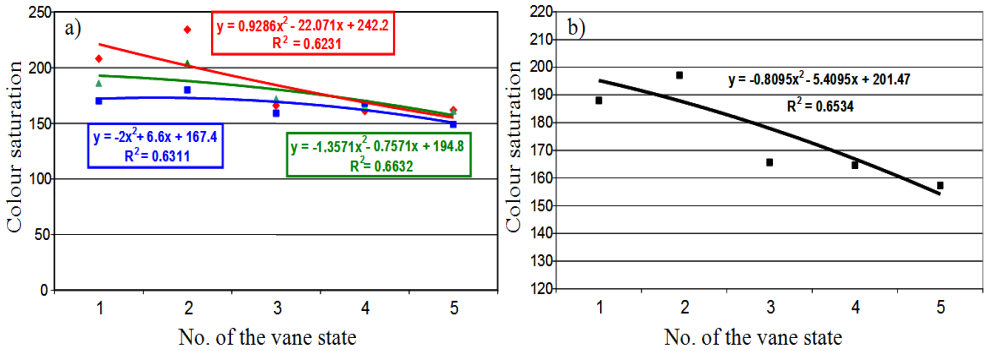 a)
Colour saturation
250
200
150
100
50
0
y = 0.9286x² - 22.071x + 242.2
R² = 0.6231
y = -2x² + 6.6x + 167.4
R² = 0.6311
y = -1.3571x² - 0.7571x + 194.8
R² = 0.6632
1 2 3 4 5
No. of the vane state
b)
Colour saturation
220
210
200
190
180
170
160
150
140
130
120
y = -0.8095x² - 5.4095x + 201.47
R² = 0.6534
1 2 3 4 5
No. of the vane state